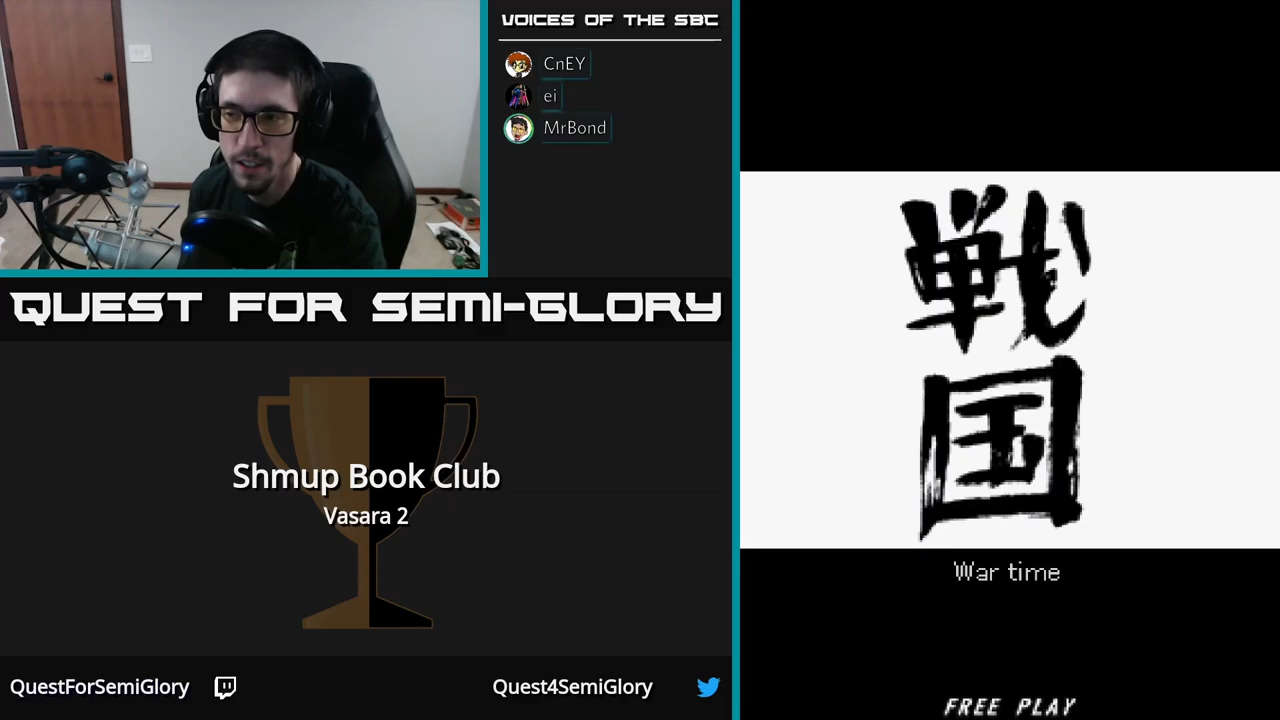 VOICES OF THE SBC
CnEY
ei
MrBond
QUEST FOR SEMI-GLORY
Shmup Book Club
Vasara 2
QuestForSemiGlory
Quest4SemiGlory
戦
国
War time
FREE PLAY